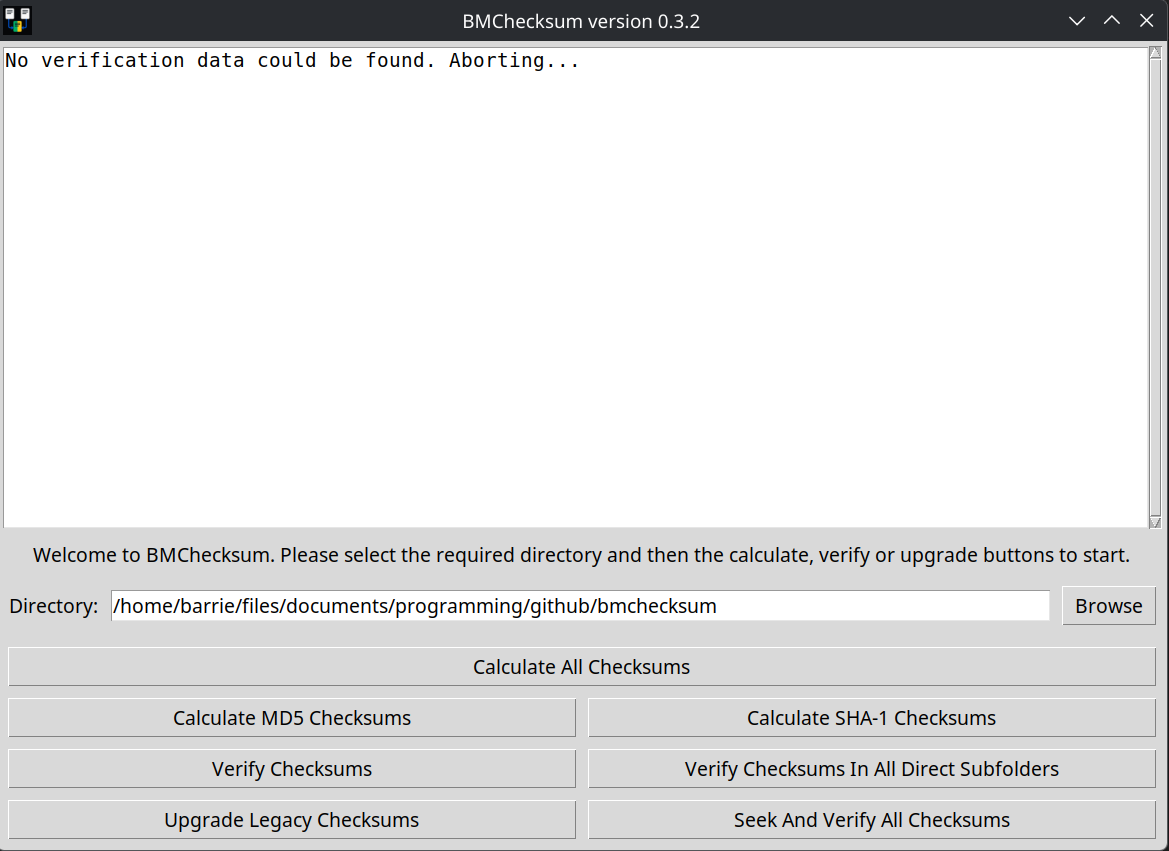 BMChecksum version 0.3.2
No verification data could be found. Aborting...
Welcome to BMChecksum. Please select the required directory and then the calculate, verify or upgrade buttons to start.
Directory: /home/barrie/files/documents/programming/github/bmchecksum Browse
Calculate All Checksums
Calculate MD5 Checksums Calculate SHA-1 Checksums
Verify Checksums Verify Checksums In All Direct Subfolders
Upgrade Legacy Checksums Seek And Verify All Checksums